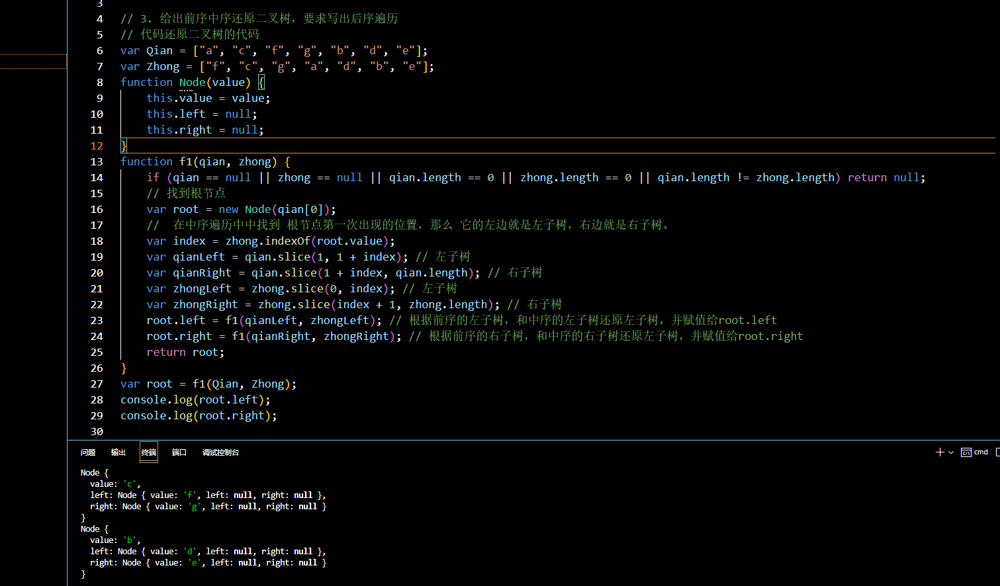 3
4 // 3. 给出前序中序还原二叉树，要求写出后序遍历
5 // 代码还原二叉树的代码
6 var Qian = ["a", "c", "f", "g", "b", "d", "e"];
7 var Zhong = ["f", "c", "g", "a", "d", "b", "e"];
8 function Node(value) {
9     this.value = value;
10     this.left = null;
11     this.right = null;
12 }
13 function f1(qian, zhong) {
14     if (qian == null || zhong == null || qian.length == 0 || zhong.length == 0 || qian.length != zhong.length) return null;
15     // 找到根节点
16     var root = new Node(qian[0]);
17     //  在中序遍历中中找到 根节点第一次出现的位置，那么 它的左边就是左子树，右边就是右子树。
18     var index = zhong.indexOf(root.value);
19     var qianLeft = qian.slice(1, 1 + index); // 左子树
20     var qianRight = qian.slice(1 + index, qian.length); // 右子树
21     var zhongLeft = zhong.slice(0, index); // 左子树
22     var zhongRight = zhong.slice(index + 1, zhong.length); // 右子树
23     root.left = f1(qianLeft, zhongLeft); // 根据前序的左子树，和中序的左子树还原左子树，并赋值给root.left
24     root.right = f1(qianRight, zhongRight); // 根据前序的右子树，和中序的右子树还原左子树，并赋值给root.right
25     return root;
26 }
27 var root = f1(Qian, Zhong);
28 console.log(root.left);
29 console.log(root.right);
30
问题 输出 终端 端口 调试控制台 cmd
Node {
  value: 'c',
  left: Node { value: 'f', left: null, right: null },
  right: Node { value: 'g', left: null, right: null }
}
Node {
  value: 'b',
  left: Node { value: 'd', left: null, right: null },
  right: Node { value: 'e', left: null, right: null }
}